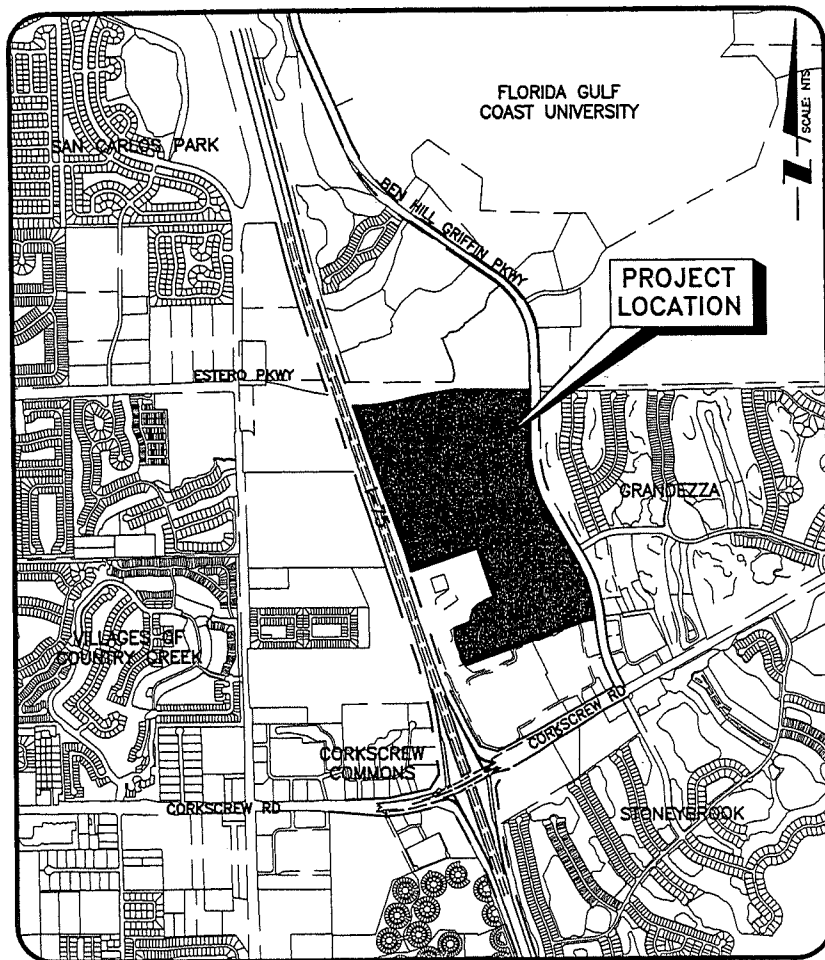 FLORIDA GULF
COAST UNIVERSITY
SCALE: NTS
SAN CARLOS PARK
BEN HILL GRIFFIN PKWY
PROJECT
LOCATION
ESTERO PKWY
GRANDEZZA
I-75
VILLAGES OF
COUNTRY CREEK
CORKSCREW RD
CORKSCREW
COMMONS
CORKSCREW RD
STONEYBROOK